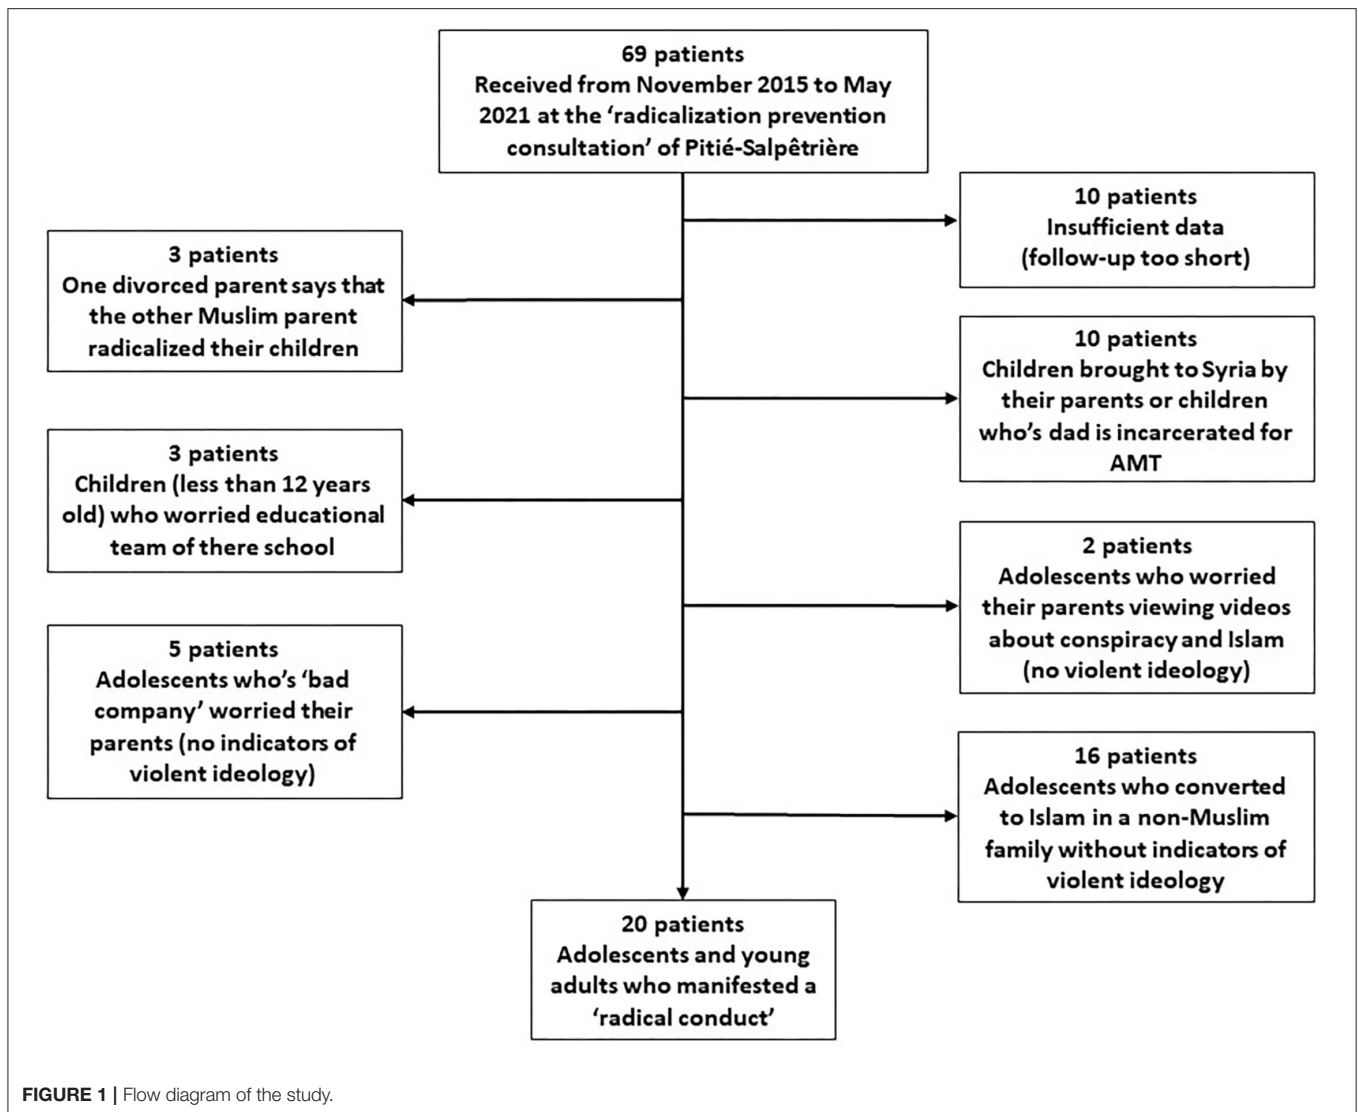 69 patients
Received from November 2015 to May
2021 at the ‘radicalization prevention
consultation’ of Pitié-Salpêtrière
10 patients
Insufficient data
(follow-up too short)
3 patients
One divorced parent says that
the other Muslim parent
radicalized their children
10 patients
Children brought to Syria by
their parents or children
who’s dad is incarcerated for
AMT
3 patients
Children (less than 12 years
old) who worried educational
team of there school
2 patients
Adolescents who worried
their parents viewing videos
about conspiracy and Islam
(no violent ideology)
5 patients
Adolescents who’s ‘bad
company’ worried their
parents (no indicators of
violent ideology)
16 patients
Adolescents who converted
to Islam in a non-Muslim
family without indicators of
violent ideology
20 patients
Adolescents and young
adults who manifested a
‘radical conduct’
FIGURE 1 | Flow diagram of the study.